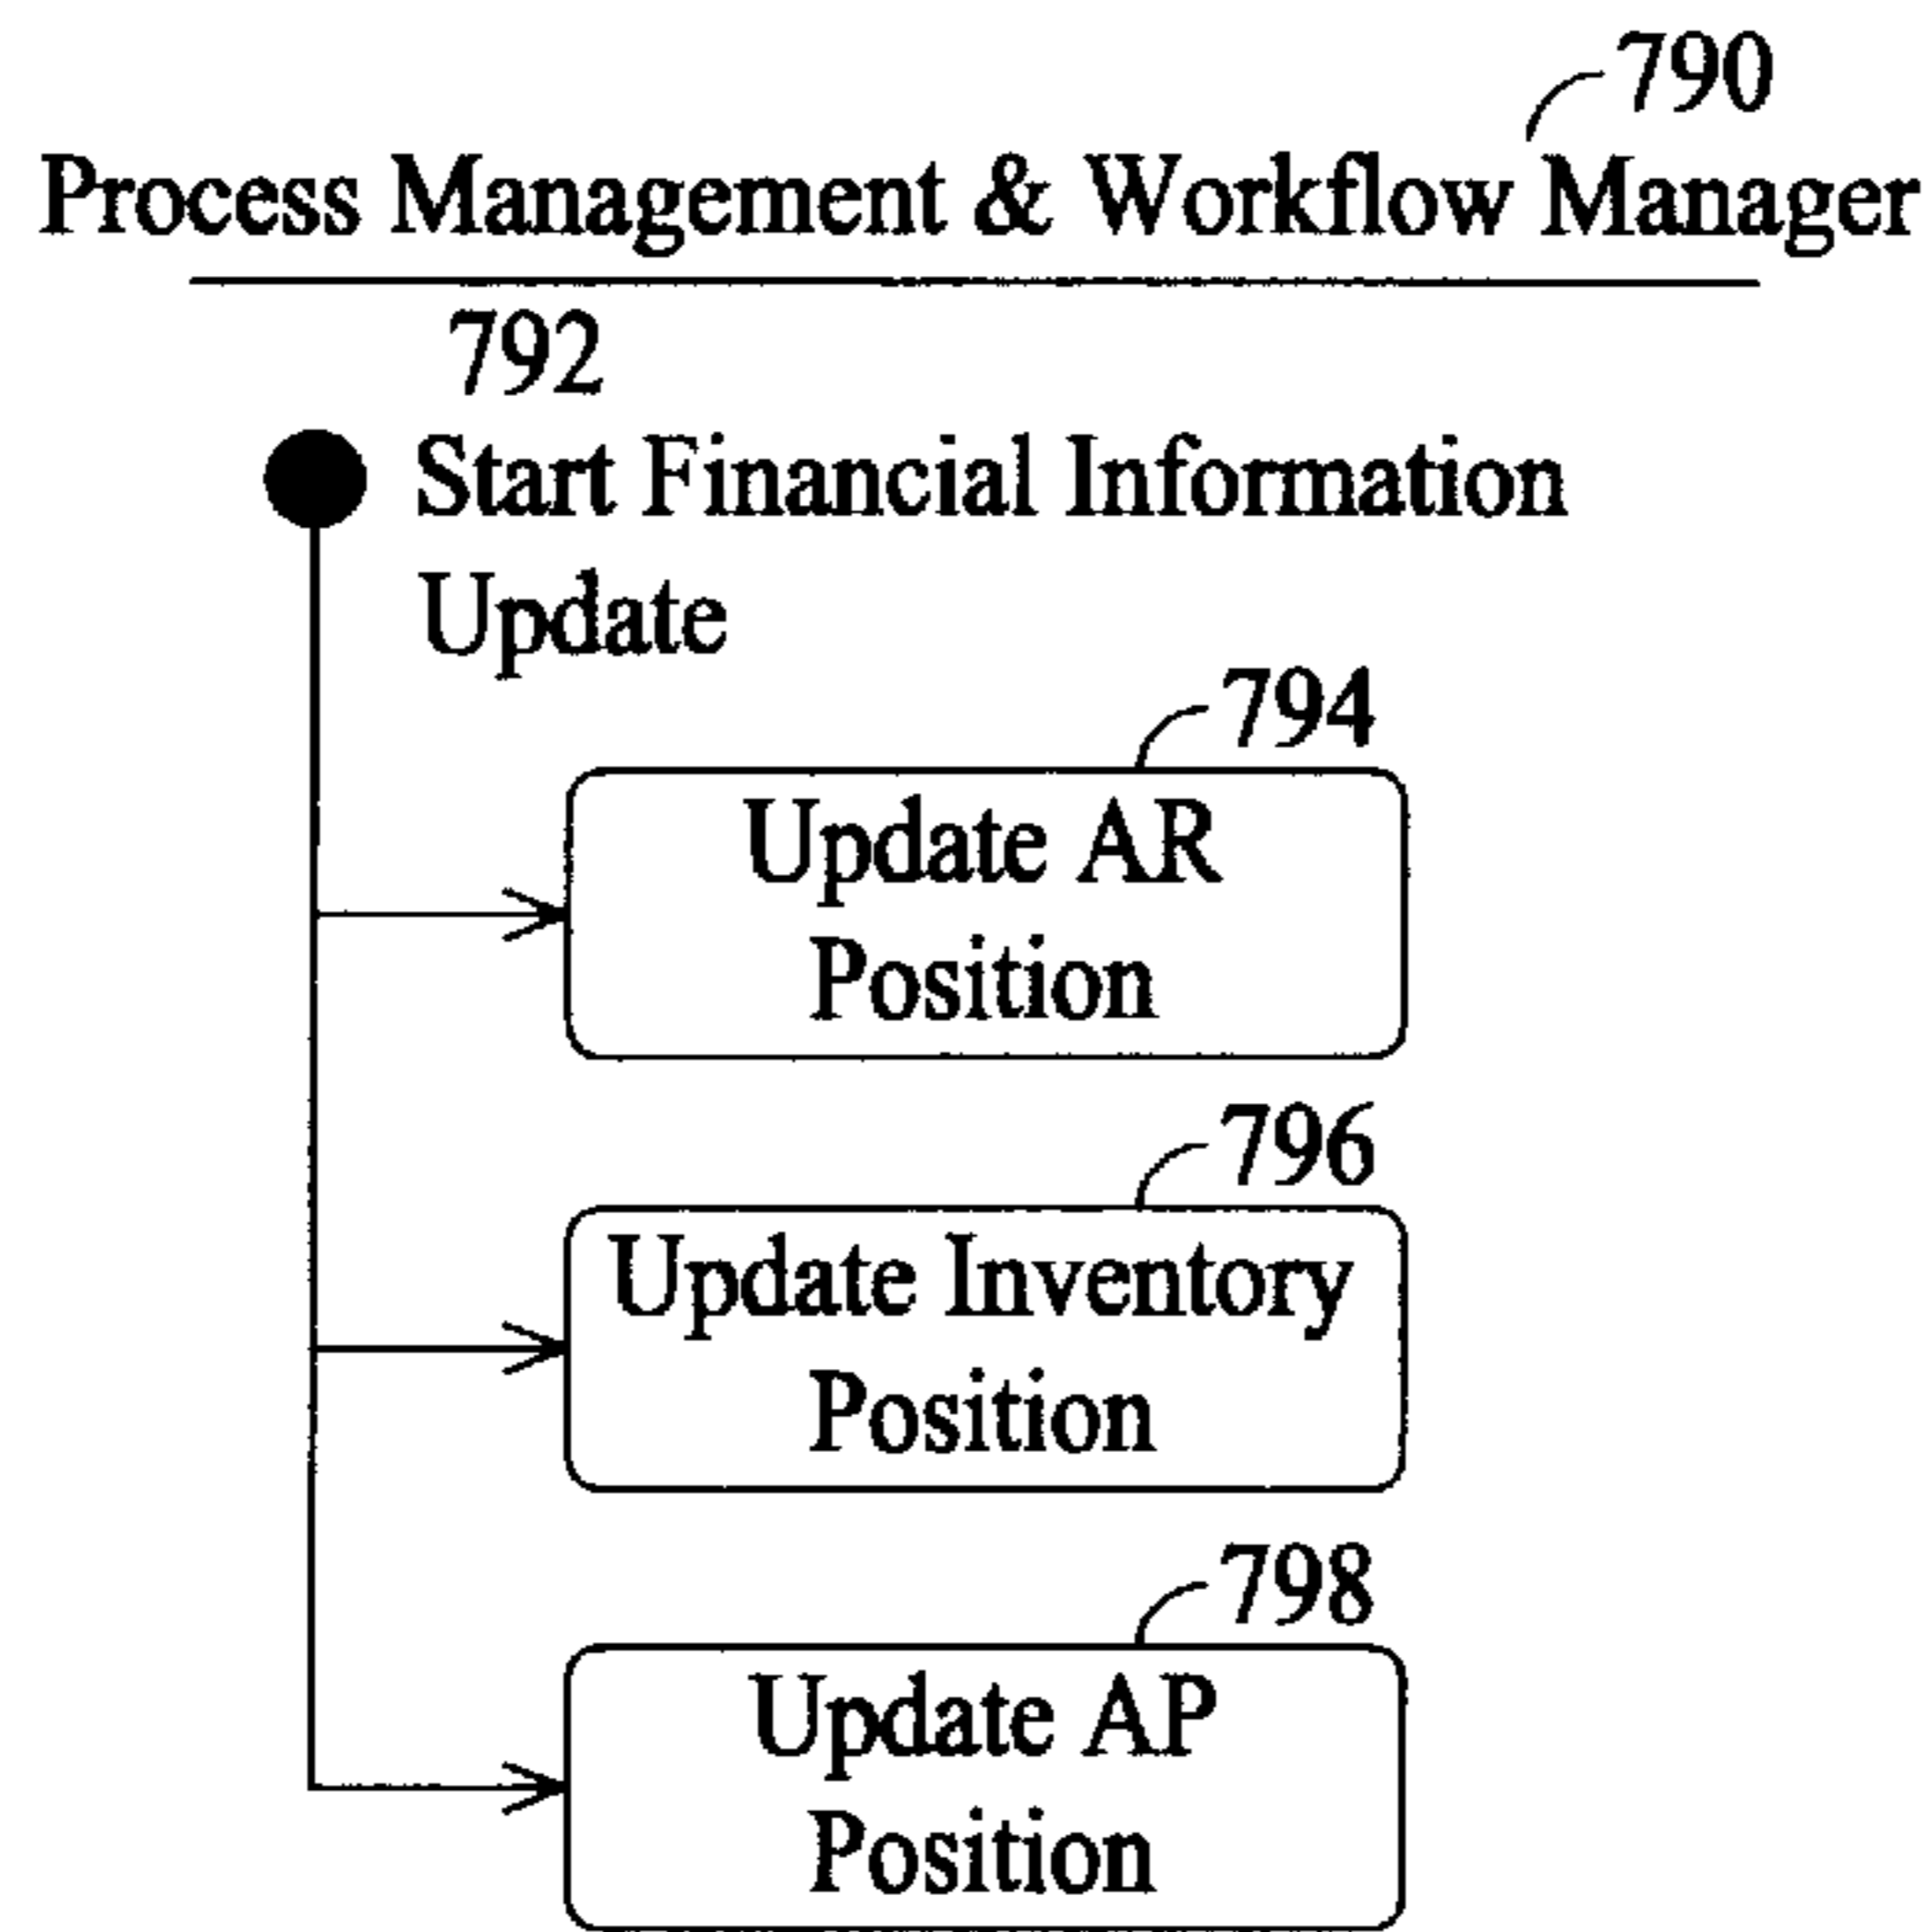 790
Process Management & Workflow Manager
792
Start Financial Information
Update
794
Update AR
Position
796
Update Inventory
Position
798
Update AP
Position